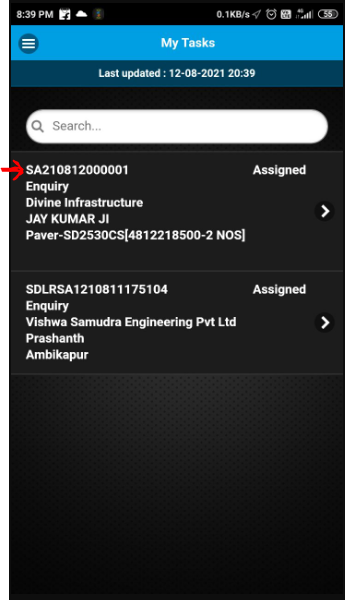 8:39 PM 0.1KB/s 4G 55
My Tasks
Last updated : 12-08-2021 20:39
Search...
SA210812000001 Assigned
Enquiry
Divine Infrastructure
JAY KUMAR JI
Paver-SD2530CS[4812218500-2 NOS]
SDLRSA1210811175104 Assigned
Enquiry
Vishwa Samudra Engineering Pvt Ltd
Prashanth
Ambikapur